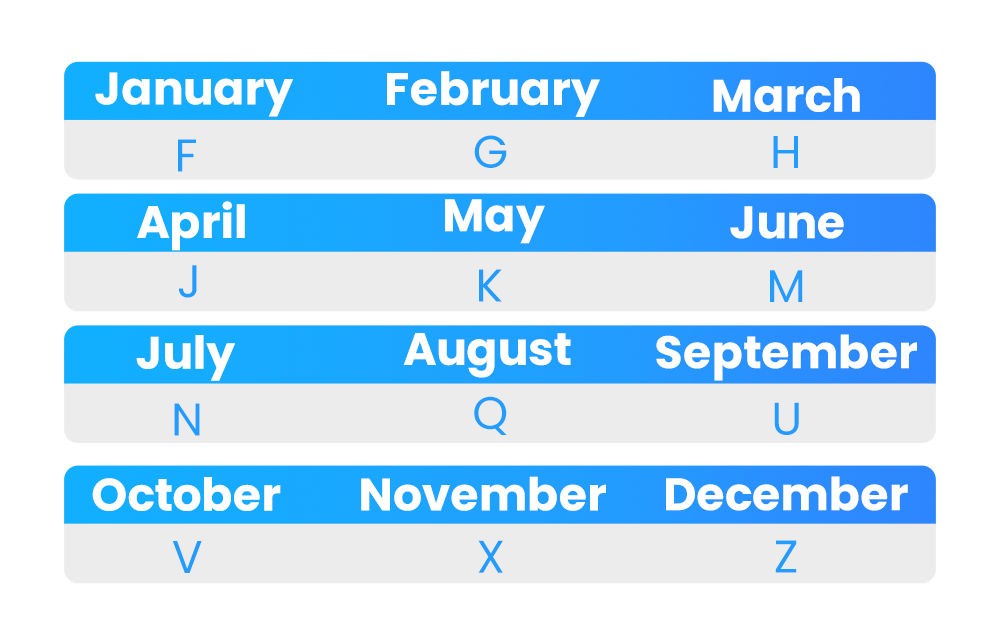 January February March
F G H
April May June
J K M
July August September
N Q U
October November December
V X Z